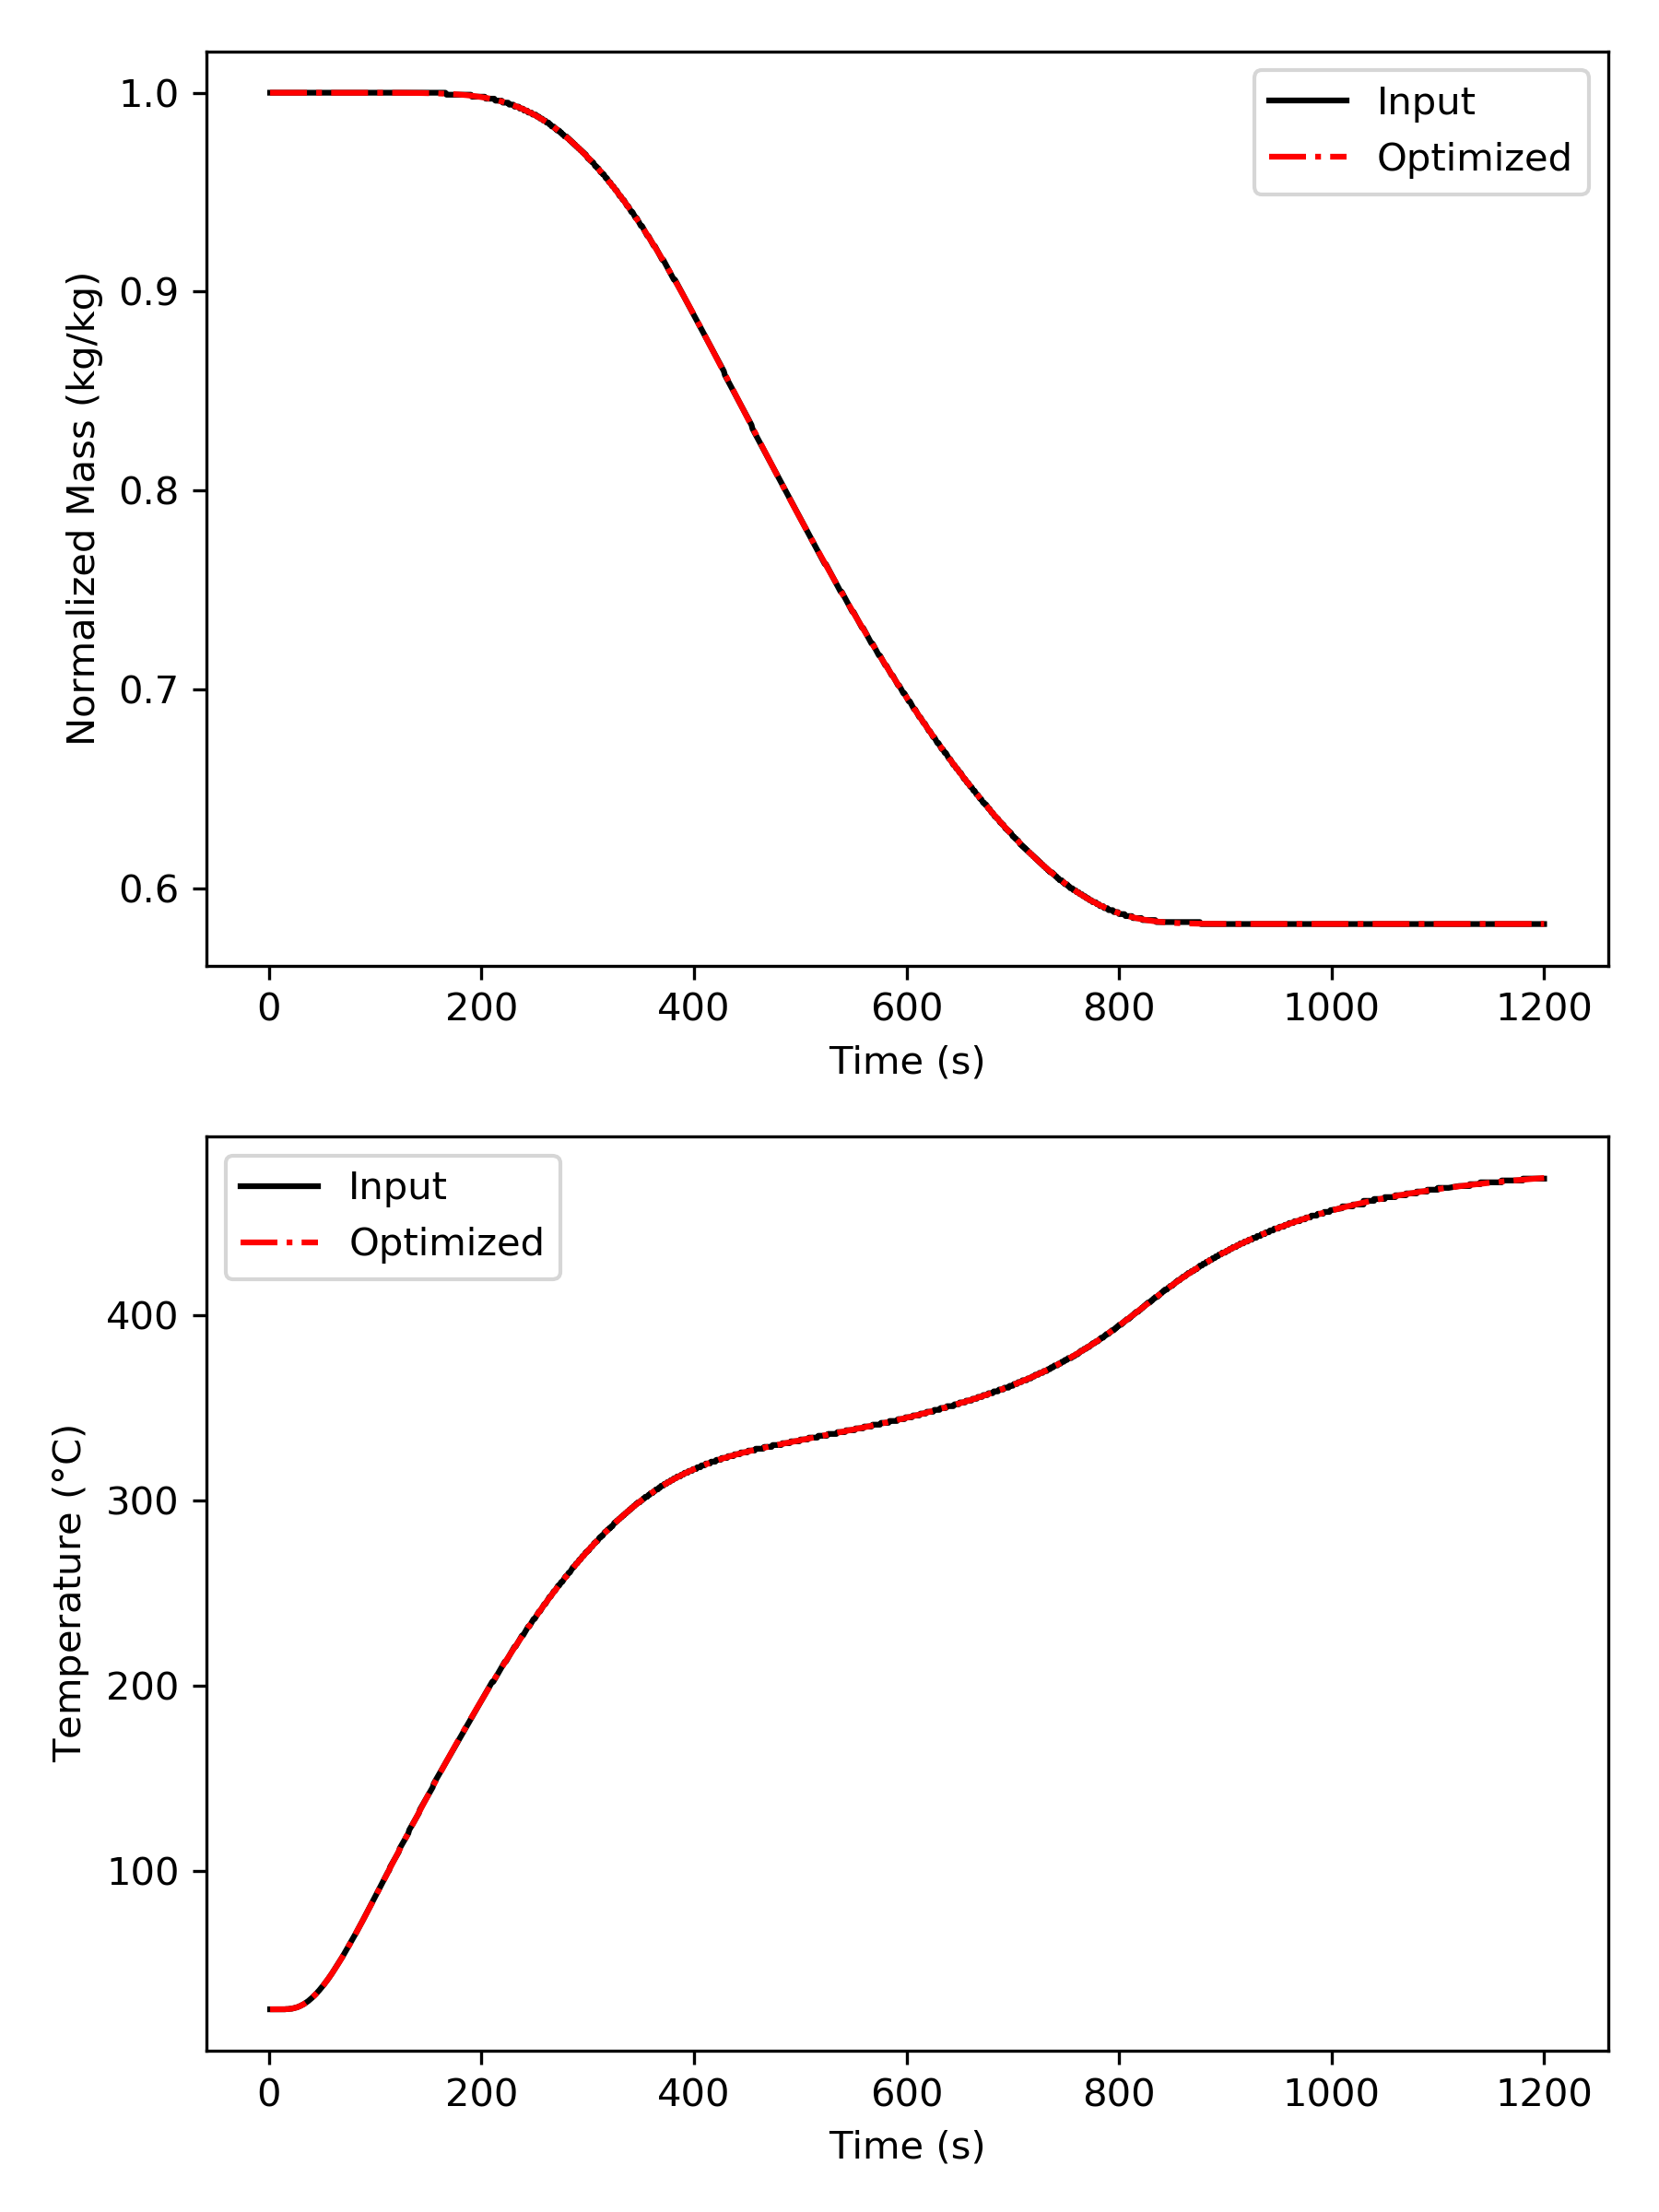 1.0
0.9
0.8
0.7
0.6
Normalized Mass (kg/kg)
Input
Optimized
0 200 400 600 800 1000 1200
Time (s)
Input
Optimized
400
300
200
100
Temperature (°C)
0 200 400 600 800 1000 1200
Time (s)